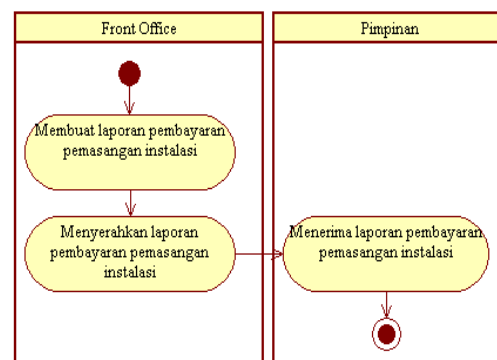 Front Office
Pimpinan
Membuat laporan pembayaran
pemasangan instalasi
Menyerahkan laporan
pembayaran pemasangan
instalasi
Menerima laporan pembayaran
pemasangan instalasi